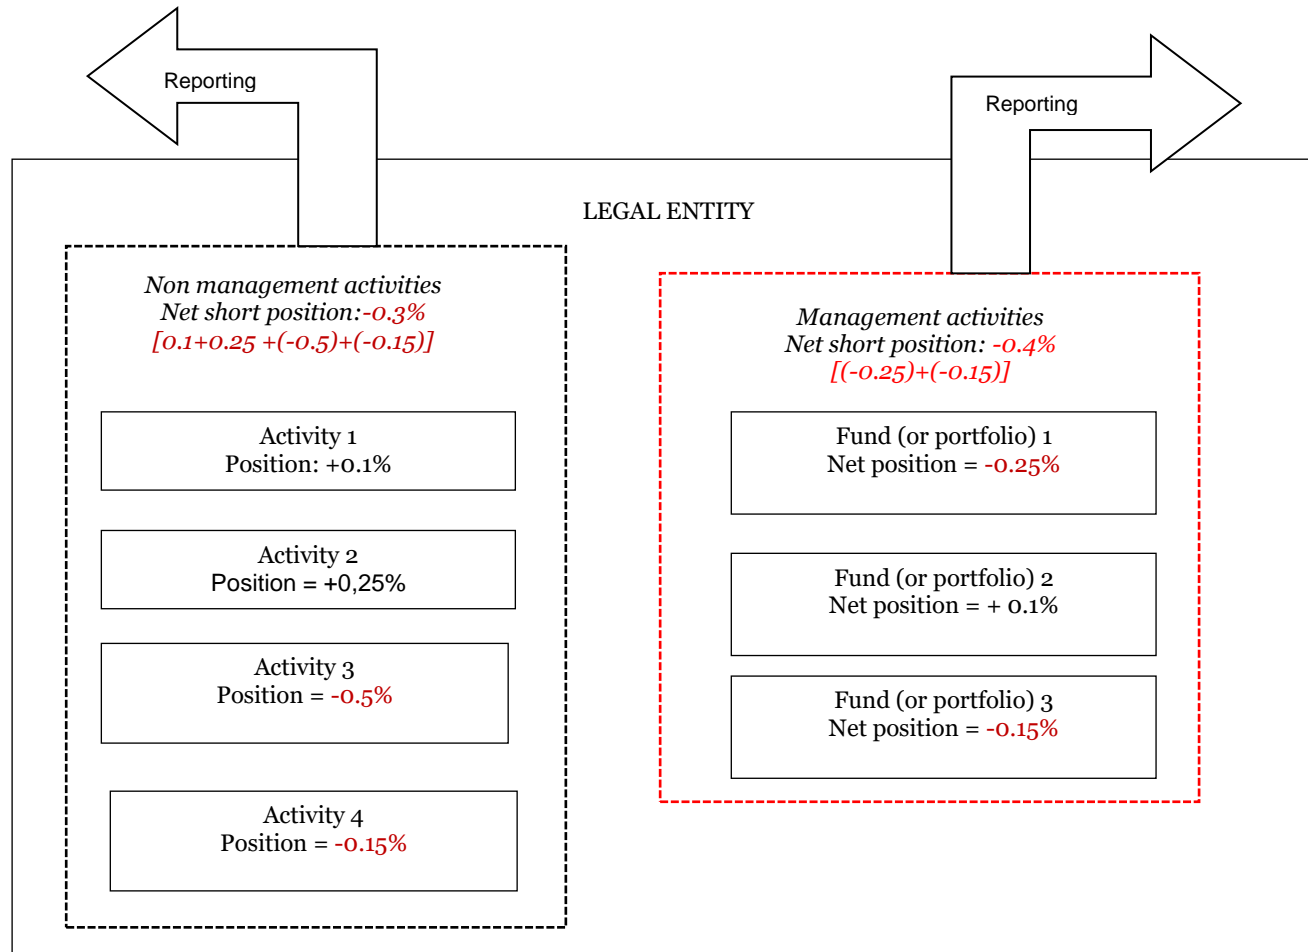 Reporting
Reporting
LEGAL ENTITY
Non management activities
Net short position:-0.3%
[0.1+0.25 +(-0.5)+(-0.15)]
Activity 1
Position: +0.1%
Activity 2
Position = +0,25%
Activity 3
Position = -0.5%
Activity 4
Position = -0.15%
Management activities
Net short position: -0.4%
[(-0.25)+(-0.15)]
Fund (or portfolio) 1
Net position = -0.25%
Fund (or portfolio) 2
Net position = + 0.1%
Fund (or portfolio) 3
Net position = -0.15%